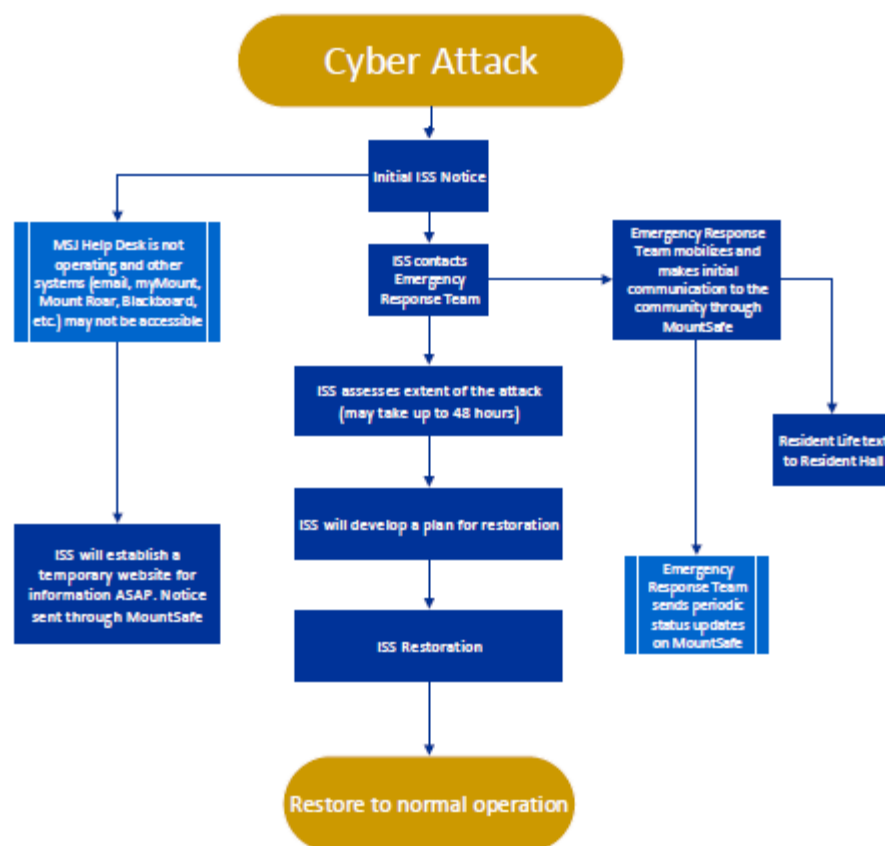 Cyber Attack
Initial ISS Notice
MSJ Help Desk is not
operating and other
systems (email, myMount,
Mount Roar, Blackboard,
etc.) may not be accessible
ISS contacts
Emergency
Response Team
Emergency Response
Team mobilizes and
makes initial
communication to the
community through
MountSafe
ISS assesses extent of the attack
(may take up to 48 hours)
Resident Life text
to Resident Hall
ISS will develop a plan for restoration
ISS will establish a
temporary website for
information ASAP. Notice
sent through MountSafe
Emergency
Response Team
sends periodic
status updates
on MountSafe
ISS Restoration
Restore to normal operation